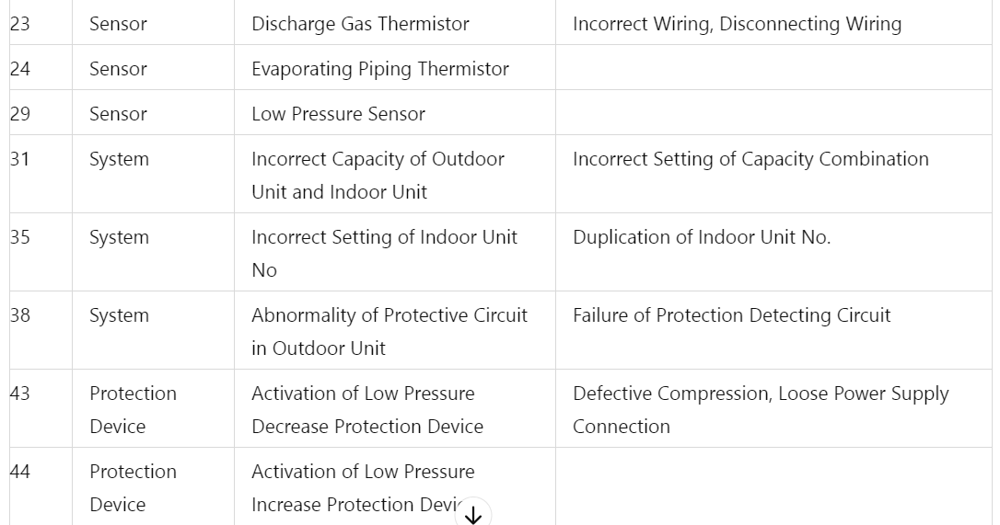 23 Sensor Discharge Gas Thermistor Incorrect Wiring, Disconnecting Wiring
24 Sensor Evaporating Piping Thermistor
29 Sensor Low Pressure Sensor
31 System Incorrect Capacity of Outdoor Incorrect Setting of Capacity Combination
Unit and Indoor Unit
35 System Incorrect Setting of Indoor Unit Duplication of Indoor Unit No.
No
38 System Abnormality of Protective Circuit Failure of Protection Detecting Circuit
in Outdoor Unit
43 Protection Activation of Low Pressure Defective Compression, Loose Power Supply
Device Decrease Protection Device Connection
44 Protection Activation of Low Pressure
Device Increase Protection